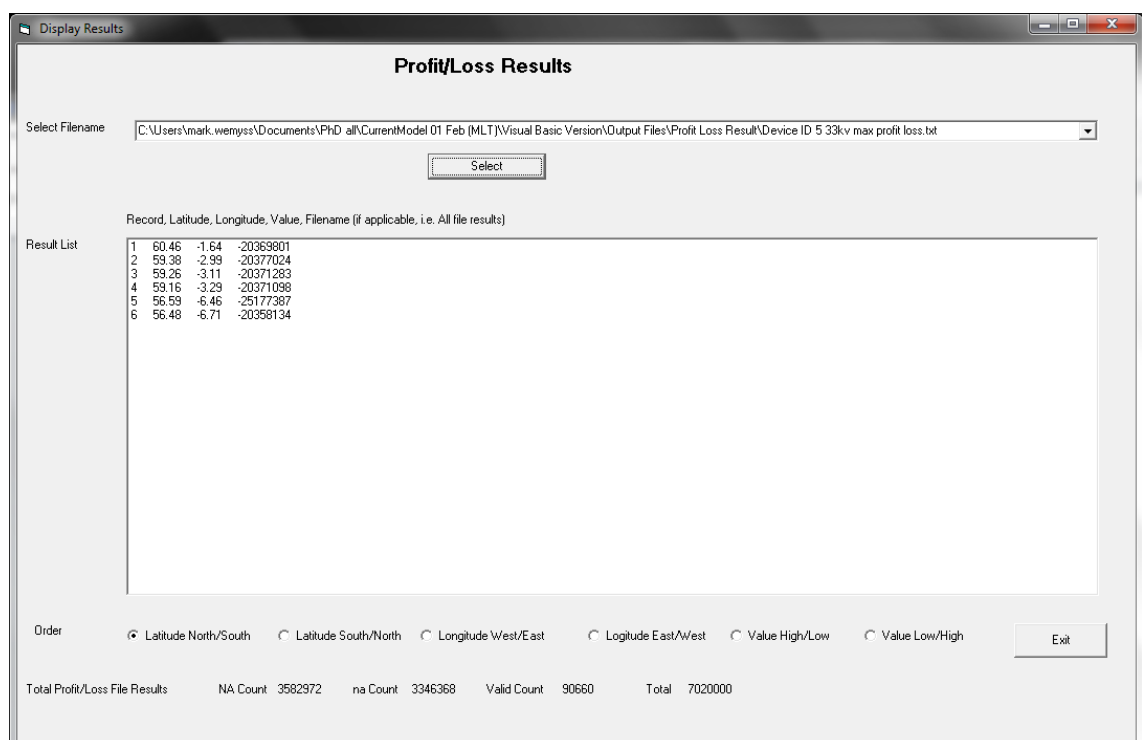 Display Results
Profit/Loss Results
Select Filename C:\Users\mark.wemyss\Documents\PhD all\CurrentModel 01 Feb (MLT)\Visual Basic Version\Output Files\Profit Loss Result\Device ID 5 33kv max profit loss.txt
Select
Record, Latitude, Longitude, Value, Filename (if applicable, i.e. All file results)
Result List
1 60.46 -1.64 -20369801
2 59.38 -2.99 -20377024
3 59.26 -3.11 -20371283
4 59.16 -3.29 -20371098
5 56.59 -6.46 -25177387
6 56.48 -6.71 -20358134
Order Latitude North/South Latitude South/North Longitude West/East Logitude East/West Value High/Low Value Low/High Exit
Total Profit/Loss File Results NA Count 3582972 na Count 3346368 Valid Count 90660 Total 7020000